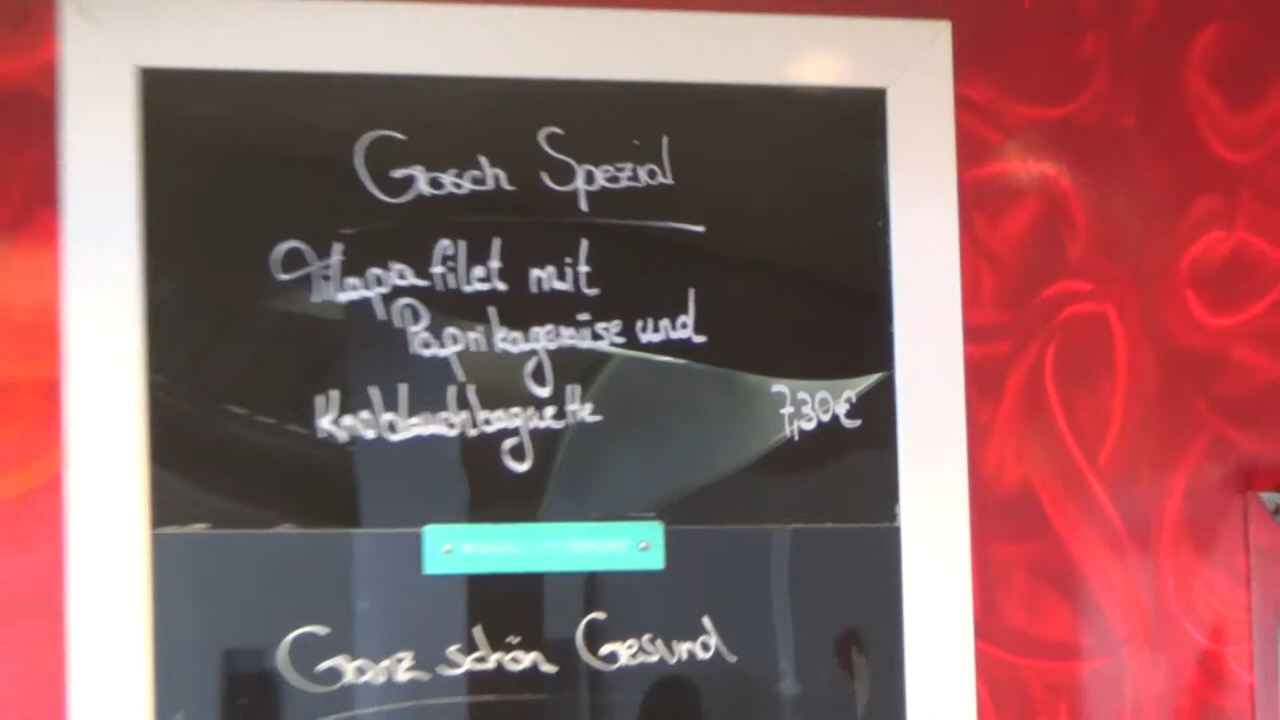 Gosch Spezial
Tilapiafilet mit
Paprikagemüse und
Knoblauchbaguette 7,30€
Ganz schön Gesund